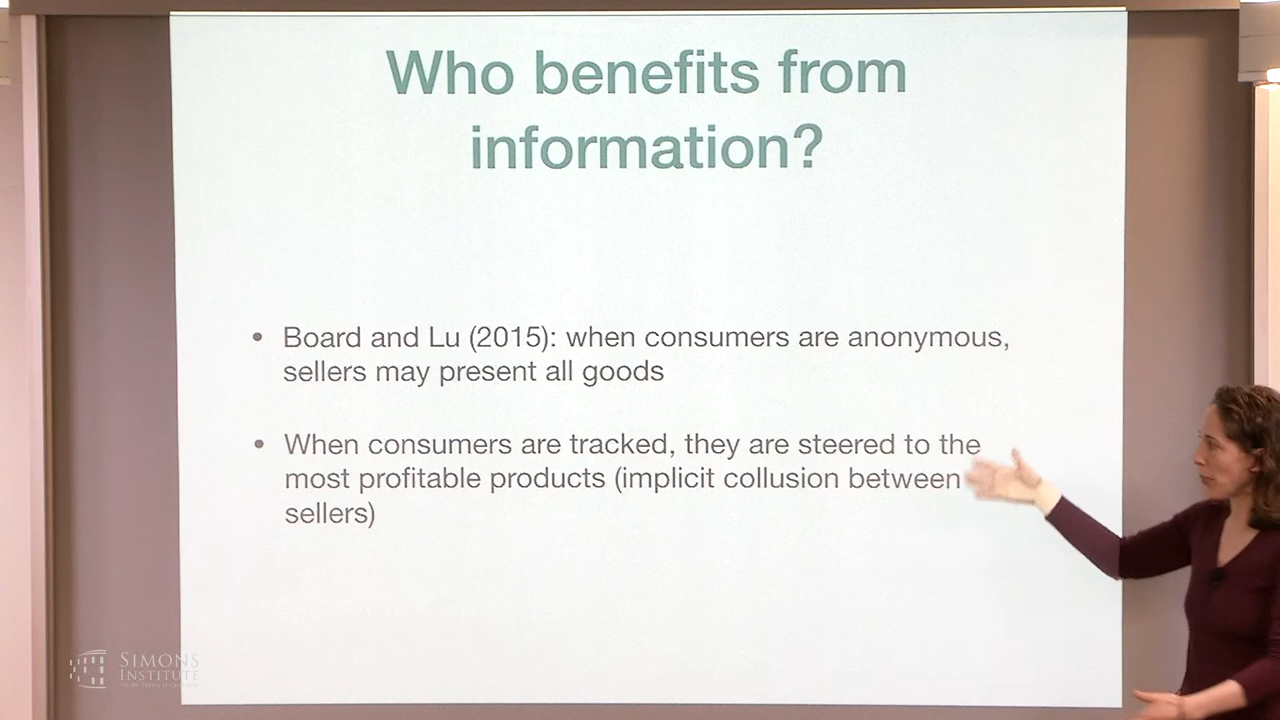 Who benefits from
information?
• Board and Lu (2015): when consumers are anonymous,
sellers may present all goods
• When consumers are tracked, they are steered to the
most profitable products (implicit collusion between
sellers)
SIMONS
INSTITUTE